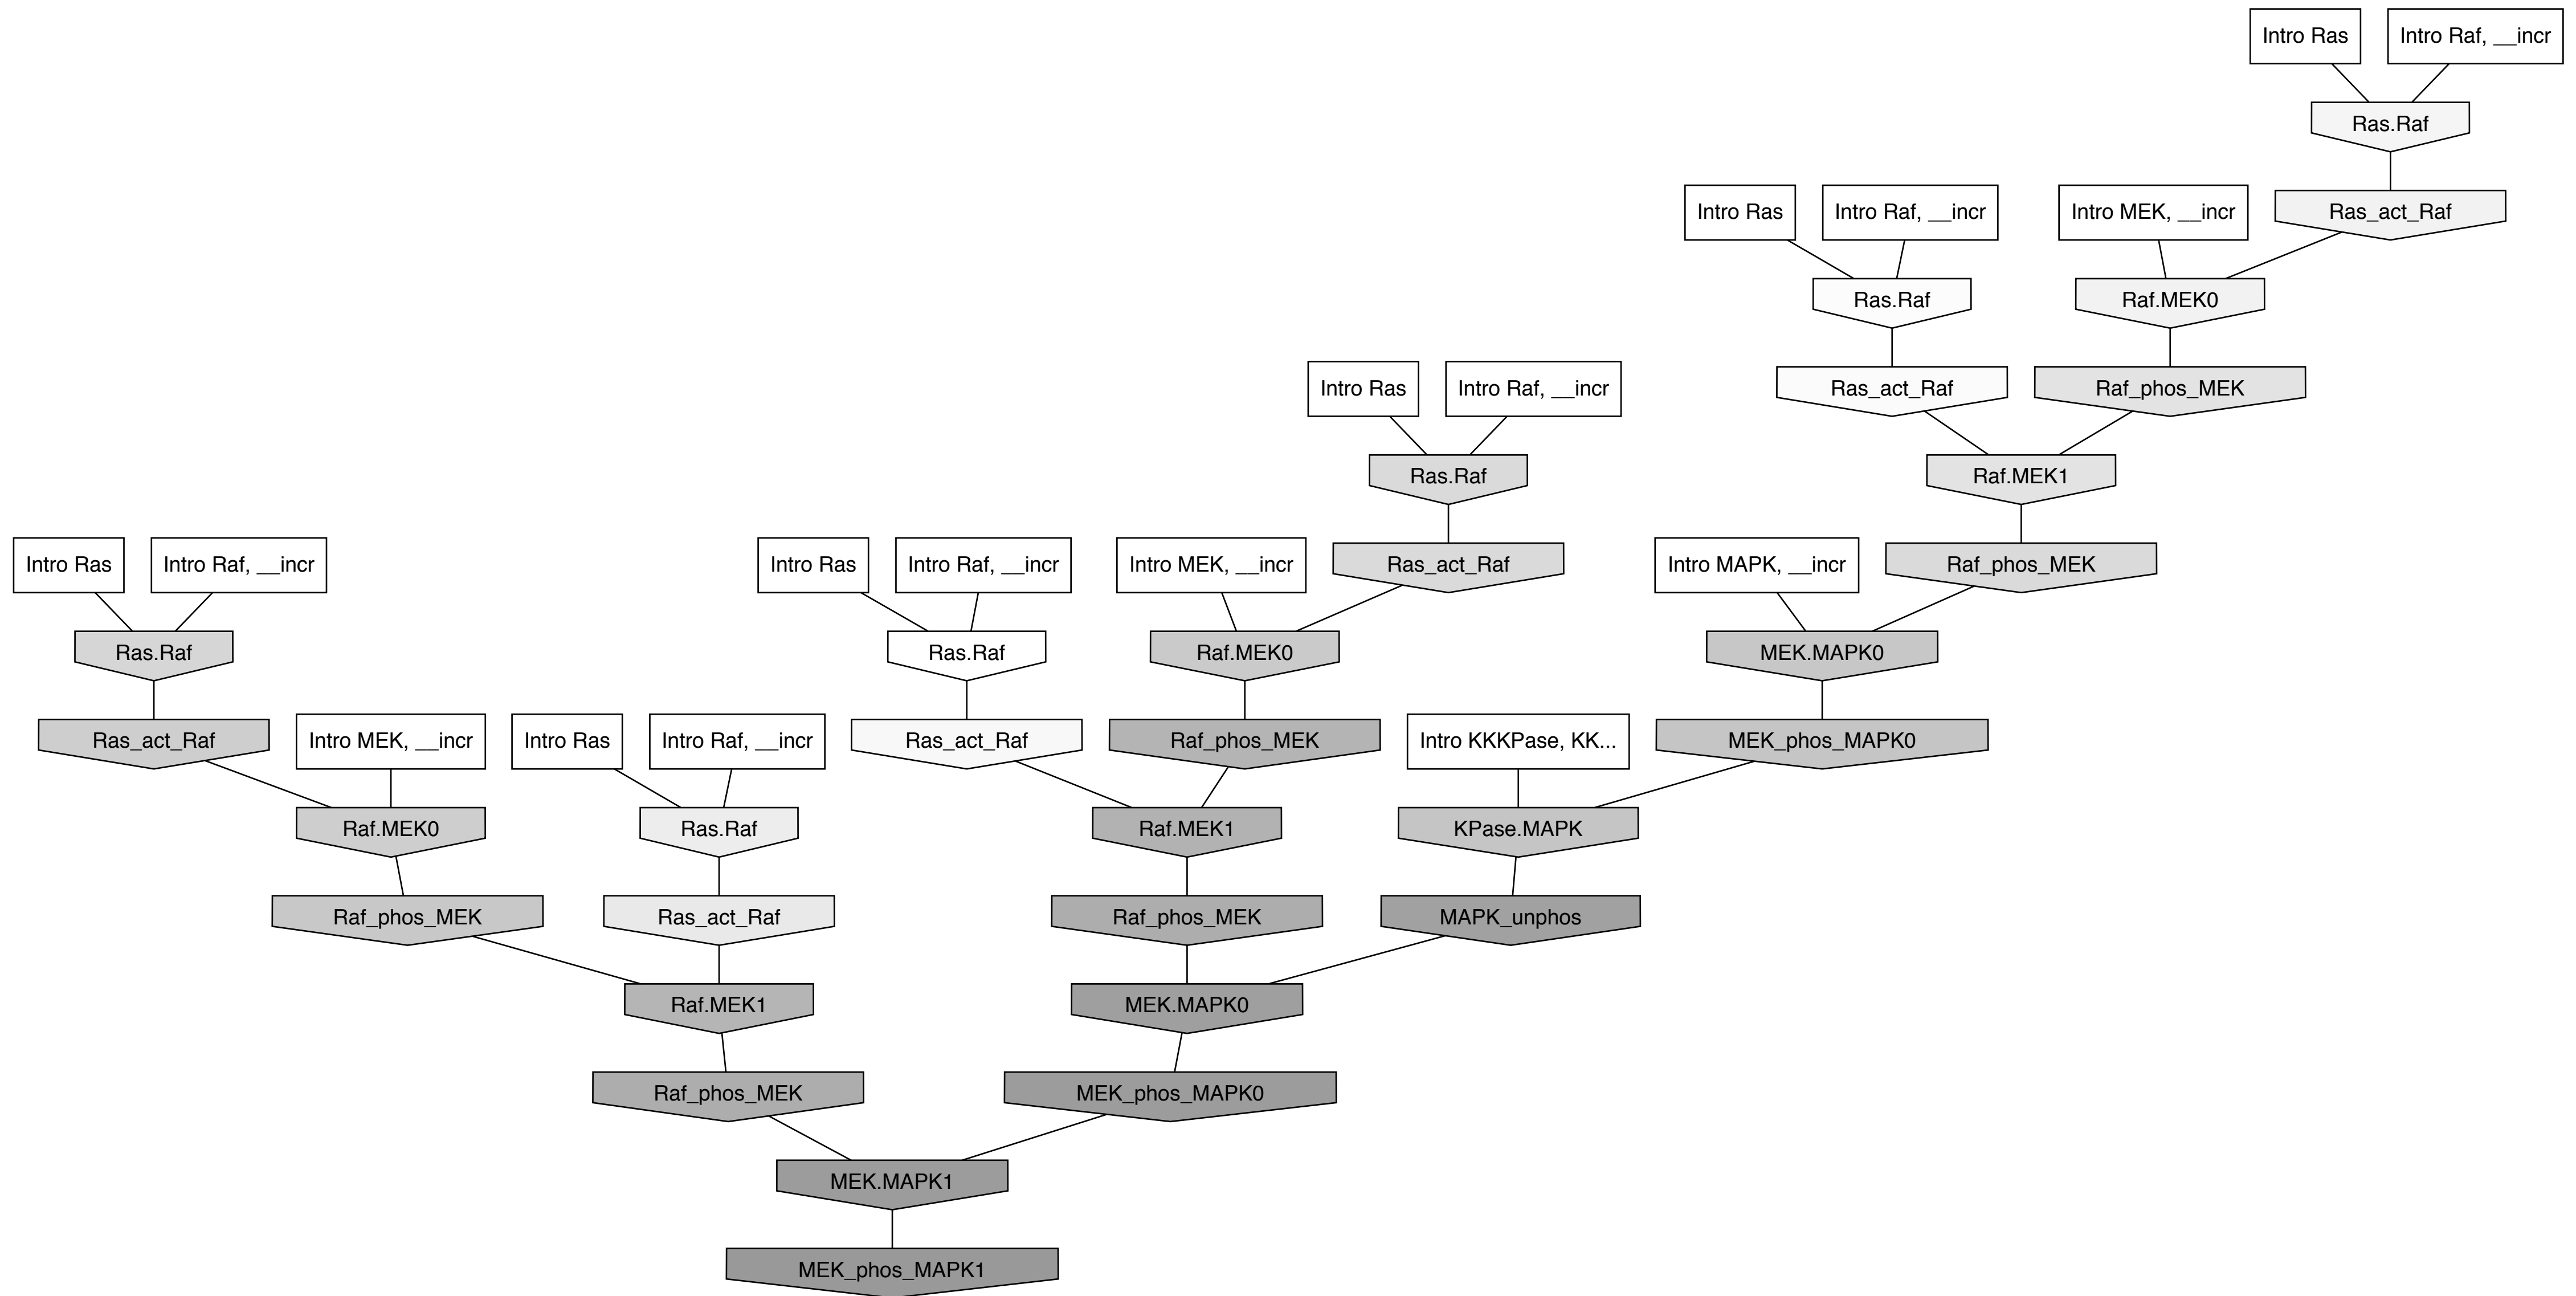 Intro Ras
Intro Raf, __incr
Ras.Raf
Intro Ras
Intro Raf, __incr
Intro MEK, __incr
Ras_act_Raf
Ras.Raf
Raf.MEK0
Intro Ras
Intro Raf, __incr
Ras_act_Raf
Raf_phos_MEK
Ras.Raf
Raf.MEK1
Intro Ras
Intro Raf, __incr
Intro Ras
Intro Raf, __incr
Intro MEK, __incr
Ras_act_Raf
Intro MAPK, __incr
Raf_phos_MEK
Ras.Raf
Ras.Raf
Raf.MEK0
MEK.MAPK0
Ras_act_Raf
Intro MEK, __incr
Intro Ras
Intro Raf, __incr
Ras_act_Raf
Raf_phos_MEK
Intro KKKPase, KK...
MEK_phos_MAPK0
Raf.MEK0
Ras.Raf
Raf.MEK1
KPase.MAPK
Raf_phos_MEK
Ras_act_Raf
Raf_phos_MEK
MAPK_unphos
Raf.MEK1
MEK.MAPK0
Raf_phos_MEK
MEK_phos_MAPK0
MEK.MAPK1
MEK_phos_MAPK1